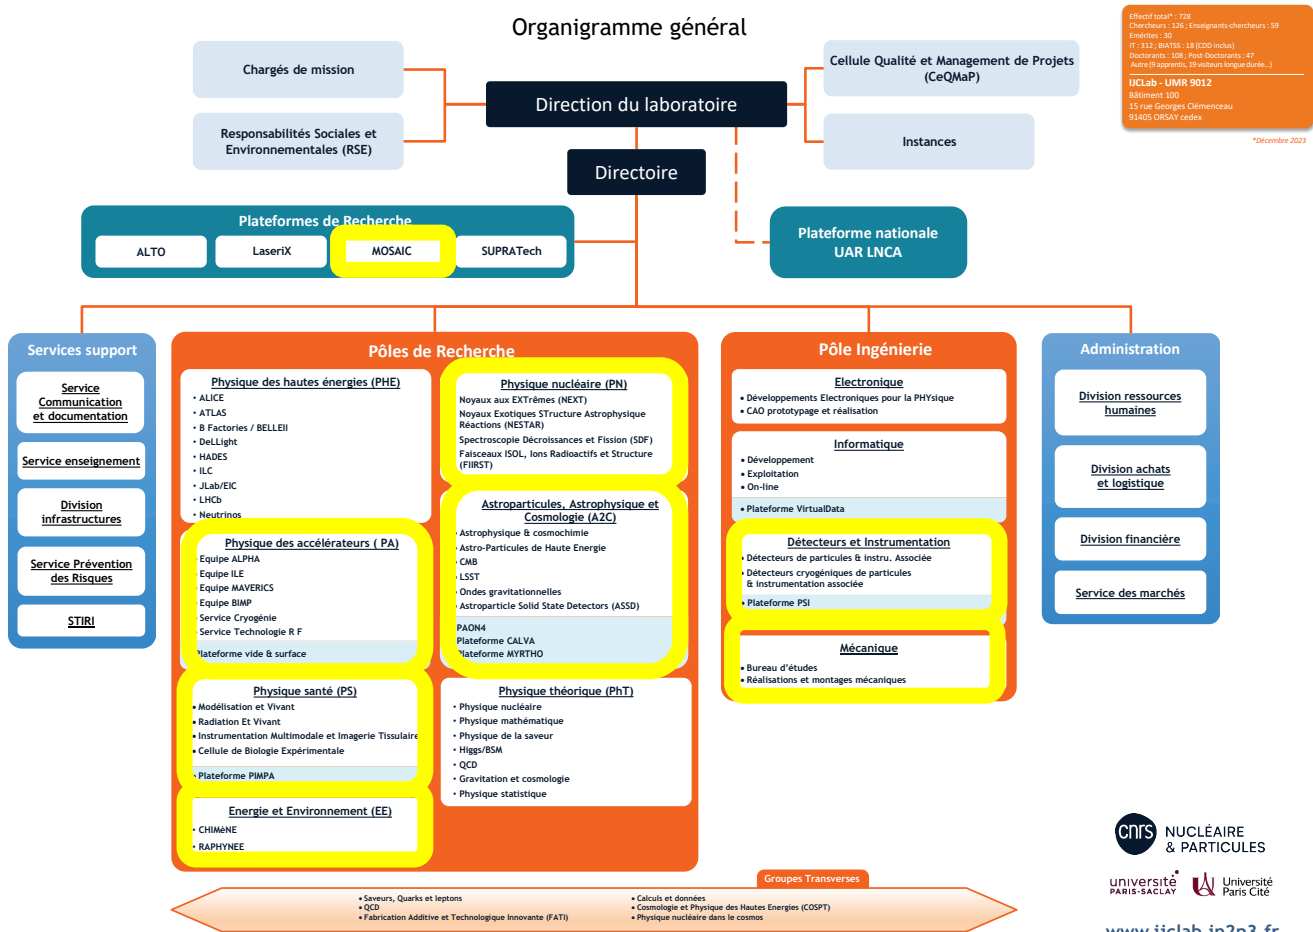 Organigramme général
Effectif total* : 728
Chercheurs : 126 ; Enseignants-chercheurs : 59
Emérites : 30
IT : 312 ; BIATSS : 18 (CDD inclus)
Doctorants : 108 ; Post-Doctorants : 47
Autre (9 apprentis, 19 visiteurs longue durée…)
IJCLab - UMR 9012
Bâtiment 100
15 rue Georges Clémenceau
91405 ORSAY cedex
*Décembre 2023
Chargés de mission
Direction du laboratoire
Cellule Qualité et Management de Projets
(CeQMaP)
Responsabilités Sociales et
Environnementales (RSE)
Instances
Directoire
Plateformes de Recherche
ALTO
LaseriX
MOSAIC
SUPRATech
Plateforme nationale
UAR LNCA
Services support
Service
Communication
et documentation
Service enseignement
Division
infrastructures
Service Prévention
des Risques
STIRI
Pôles de Recherche
Physique des hautes énergies (PHE)
• ALICE
• ATLAS
• B Factories / BELLEII
• DeLLight
• HADES
• ILC
• JLab/EIC
• LHCb
• Neutrinos
Physique des accélérateurs ( PA)
Equipe ALPHA
Equipe ILE
Equipe MAVERICS
Equipe BIMP
Service Cryogénie
Service Technologie R F
Plateforme vide & surface
Physique santé (PS)
• Modélisation et Vivant
• Radiation Et Vivant
• Instrumentation Multimodale et Imagerie Tissulaire
• Cellule de Biologie Expérimentale
• Plateforme PIMPA
Energie et Environnement (EE)
• CHIMèNE
• RAPHYNEE
Physique nucléaire (PN)
Noyaux aux EXTrêmes (NEXT)
Noyaux Exotiques STructure Astrophysique
Réactions (NESTAR)
Spectroscopie Décroissances et Fission (SDF)
Faisceaux ISOL, Ions Radioactifs et Structure
(FIIRST)
Astroparticules, Astrophysique et
Cosmologie (A2C)
• Astrophysique & cosmochimie
• Astro-Particules de Haute Energie
• CMB
• LSST
• Ondes gravitationnelles
• Astroparticle Solid State Detectors (ASSD)
PAON4
Plateforme CALVA
Plateforme MYRTHO
Physique théorique (PhT)
• Physique nucléaire
• Physique mathématique
• Physique de la saveur
• Higgs/BSM
• QCD
• Gravitation et cosmologie
• Physique statistique
Pôle Ingénierie
Electronique
• Développements Electroniques pour la PHYsique
• CAO prototypage et réalisation
Informatique
• Développement
• Exploitation
• On-line
• Plateforme VirtualData
Détecteurs et Instrumentation
• Détecteurs de particules & instru. Associée
• Détecteurs cryogéniques de particules
& instrumentation associée
• Plateforme PSI
Mécanique
• Bureau d'études
• Réalisations et montages mécaniques
Administration
Division ressources
humaines
Division achats
et logistique
Division financière
Service des marchés
Groupes Transverses
• Saveurs, Quarks et leptons
• QCD
• Fabrication Additive et Technologique Innovante (FATI)
• Calculs et données
• Cosmologie et Physique des Hautes Energies (COSPT)
• Physique nucléaire dans le cosmos
cnrs
NUCLÉAIRE
& PARTICULES
université
PARIS-SACLAY
Université
Paris Cité
www.ijclab.in2p3.fr